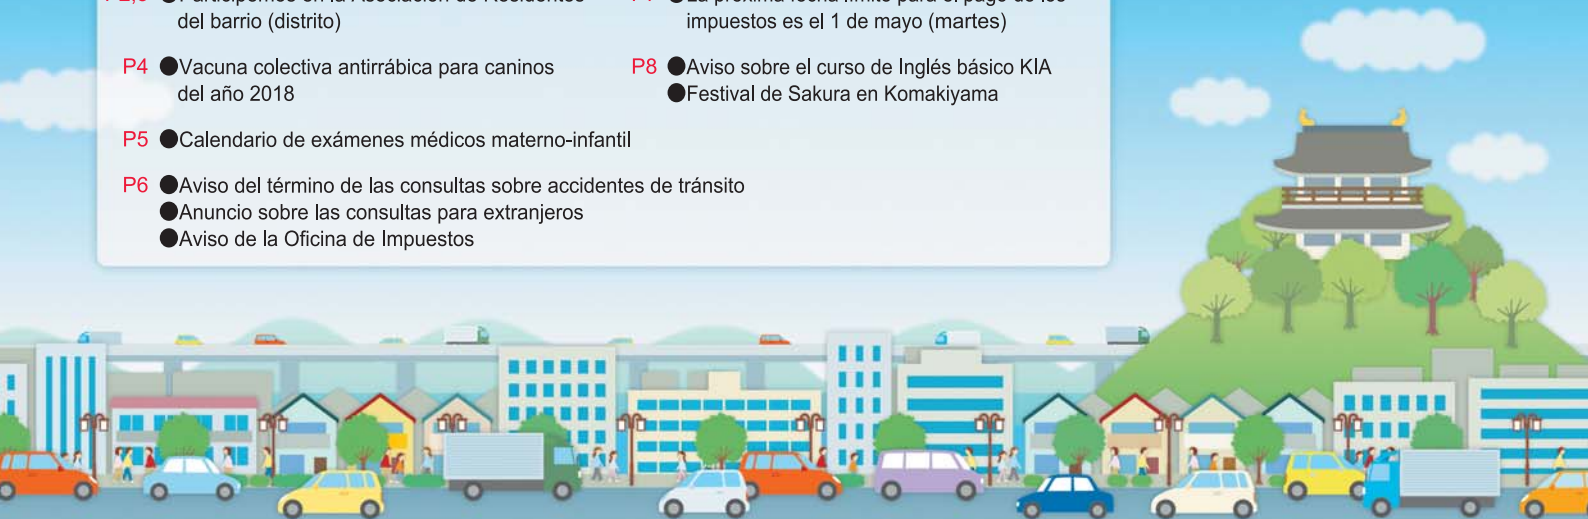 del barrio (distrito)
P4 ●Vacuna colectiva antirrábica para caninos
del año 2018
P5 ●Calendario de exámenes médicos materno-infantil
P6 ●Aviso del término de las consultas sobre accidentes de tránsito
●Anuncio sobre las consultas para extranjeros
●Aviso de la Oficina de Impuestos
impuestos es el 1 de mayo (martes)
P8 ●Aviso sobre el curso de Inglés básico KIA
●Festival de Sakura en Komakiyama